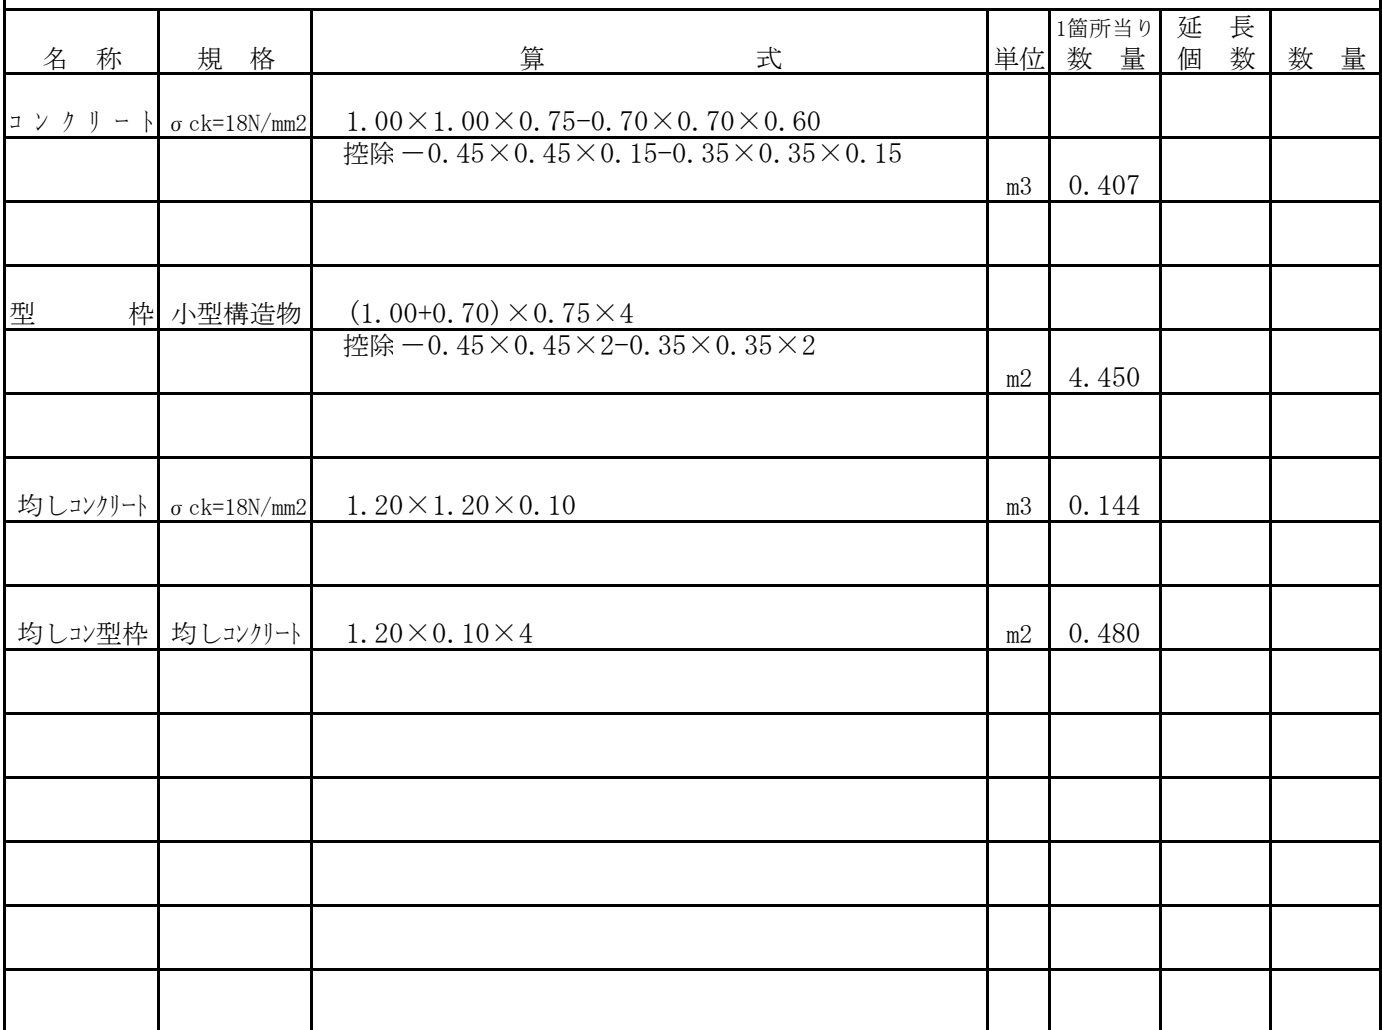 名 称 規 格 算 式 単位 1箇所当り 数 量 延 長 個 数 数 量
コンクリート σck=18N/mm2 1.00×1.00×0.75-0.70×0.70×0.60
控除－0.45×0.45×0.15-0.35×0.35×0.15
m3 0.407
型 枠 小型構造物 (1.00+0.70)×0.75×4
控除－0.45×0.45×2-0.35×0.35×2
m2 4.450
均しコンクリート σck=18N/mm2 1.20×1.20×0.10 m3 0.144
均しコン型枠 均しコンクリート 1.20×0.10×4 m2 0.480